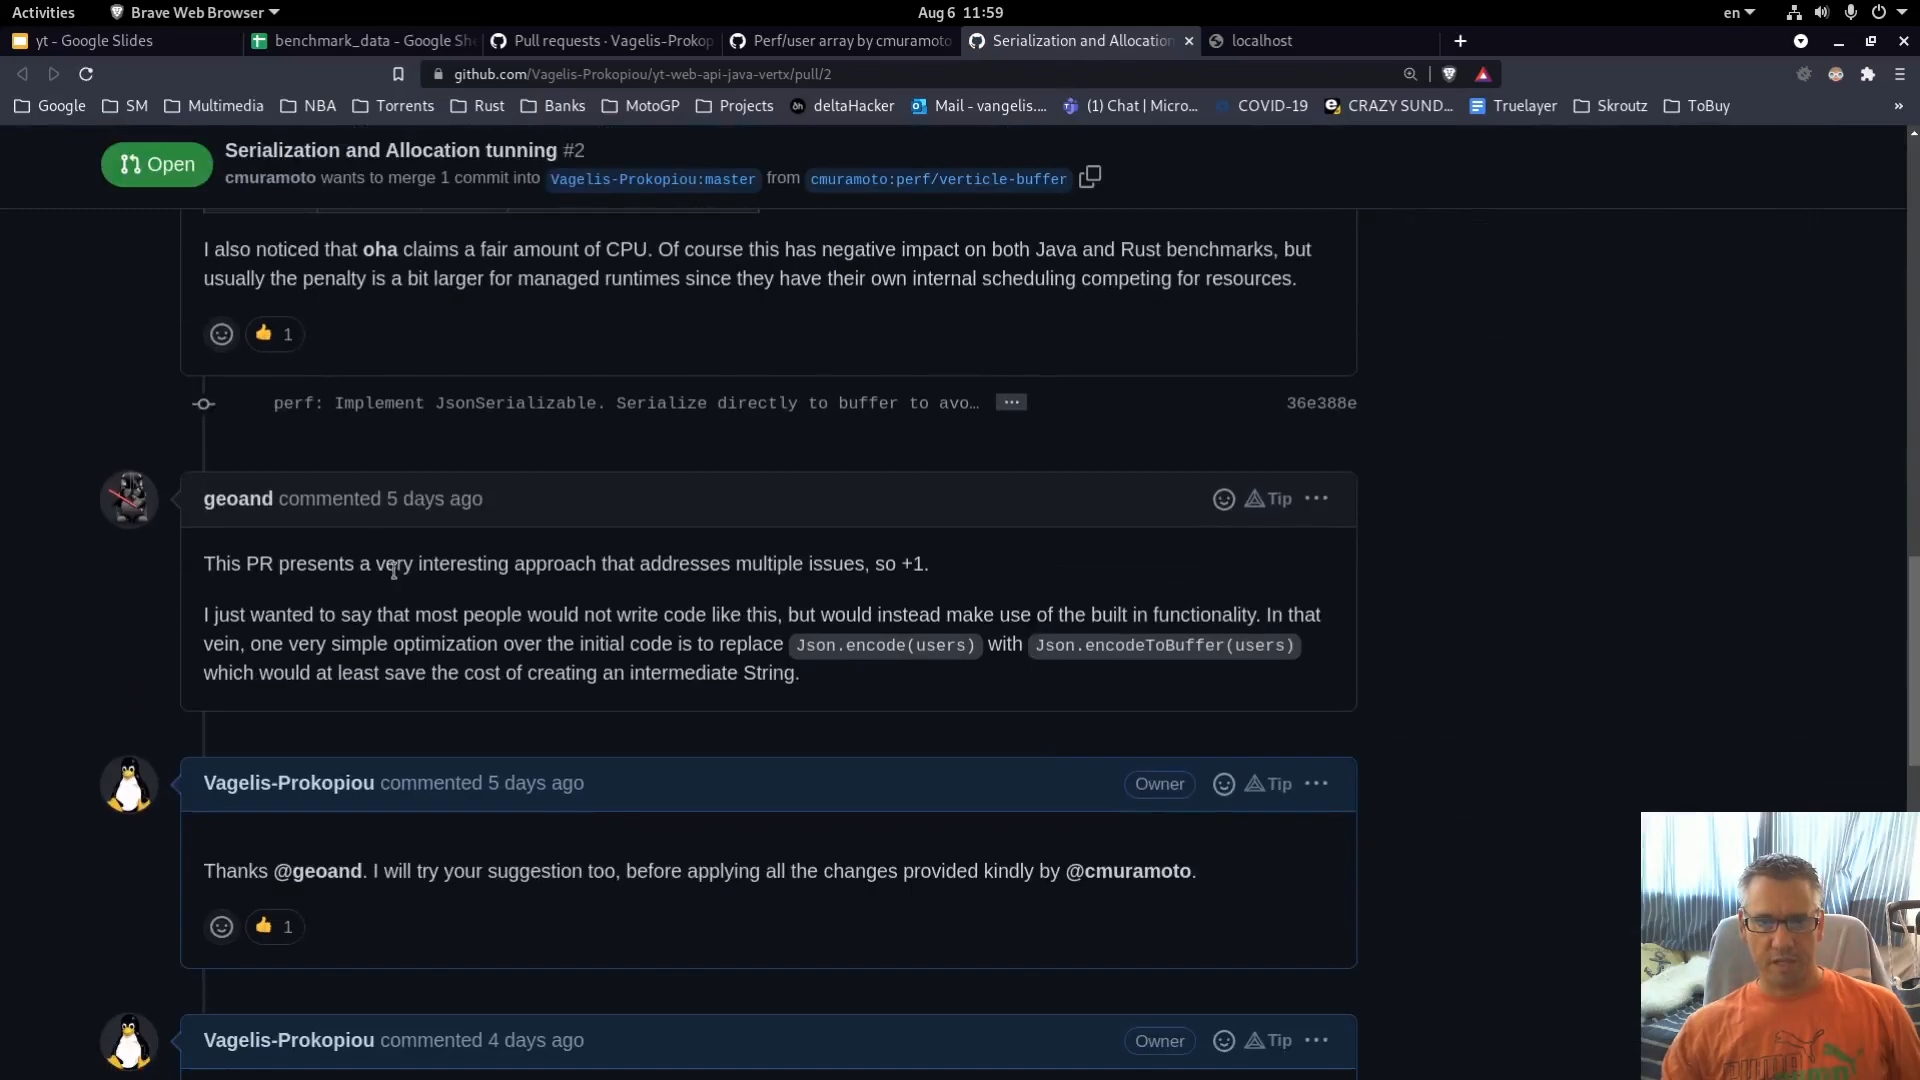 Activities
Brave Web Browser
Aug 6 11:59
en
yt - Google Slides
benchmark_data - Google She
Pull requests · Vagelis-Prokop
Perf/user array by cmuramoto
Serialization and Allocation
localhost
github.com/Vagelis-Prokopiou/yt-web-api-java-vertx/pull/2
Google
SM
Multimedia
NBA
Torrents
Rust
Banks
MotoGP
Projects
deltaHacker
Mail - vangelis....
(1) Chat | Micro...
COVID-19
CRAZY SUND...
Truelayer
Skroutz
ToBuy
»
Open
Serialization and Allocation tunning #2
cmuramoto wants to merge 1 commit into Vagelis-Prokopiou:master from cmuramoto:perf/verticle-buffer
I also noticed that oha claims a fair amount of CPU. Of course this has negative impact on both Java and Rust benchmarks, but
usually the penalty is a bit larger for managed runtimes since they have their own internal scheduling competing for resources.
👍 1
perf: Implement JsonSerializable. Serialize directly to buffer to avo… ... 36e388e
geoand commented 5 days ago
Tip ...
This PR presents a very interesting approach that addresses multiple issues, so +1.
I just wanted to say that most people would not write code like this, but would instead make use of the built in functionality. In that
vein, one very simple optimization over the initial code is to replace Json.encode(users) with Json.encodeToBuffer(users)
which would at least save the cost of creating an intermediate String.
Vagelis-Prokopiou commented 5 days ago
Owner Tip ...
Thanks @geoand. I will try your suggestion too, before applying all the changes provided kindly by @cmuramoto.
👍 1
Vagelis-Prokopiou commented 4 days ago
Owner Tip ...